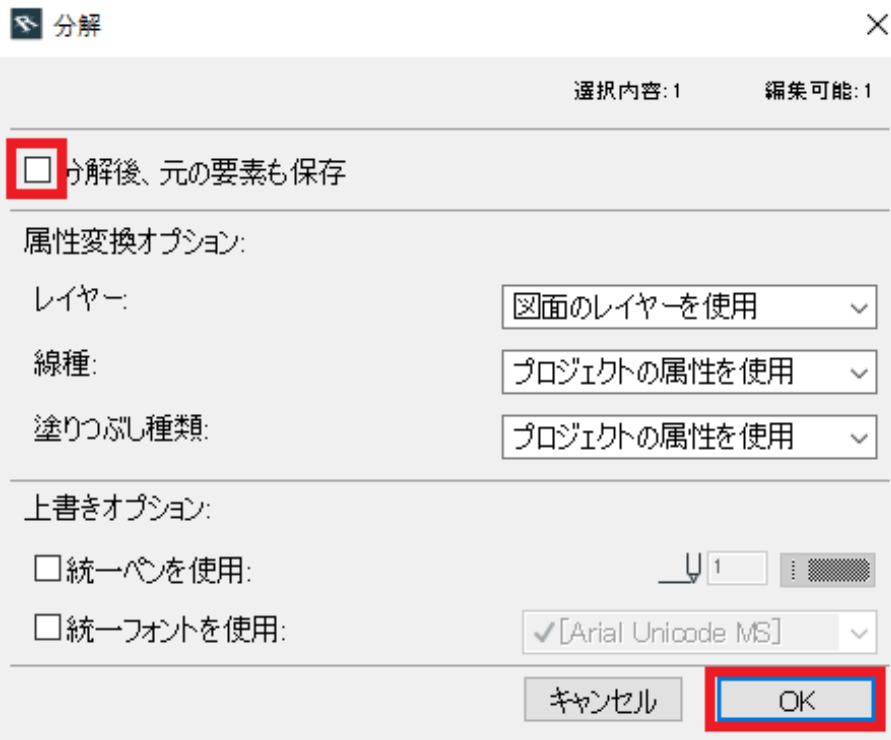 分解
選択内容:1 編集可能:1
分解後、元の要素も保存
属性変換オプション:
レイヤー: 図面のレイヤーを使用
線種: プロジェクトの属性を使用
塗りつぶし種類: プロジェクトの属性を使用
上書きオプション:
統一ペンを使用: 1
統一フォントを使用: [Arial Unicode MS]
キャンセル OK